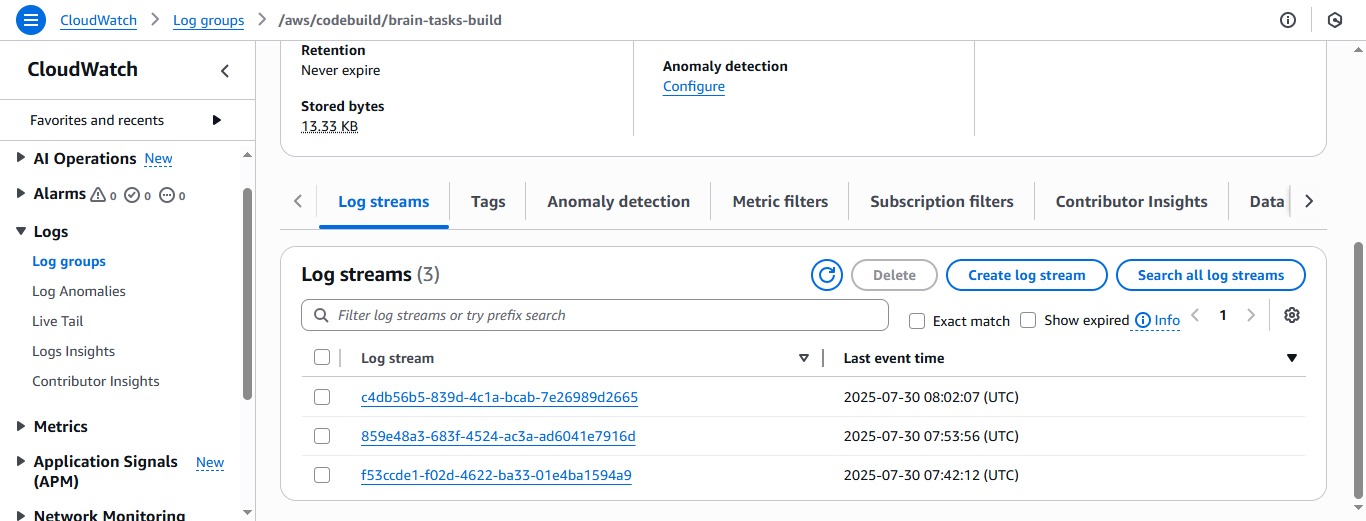 CloudWatch > Log groups > /aws/codebuild/brain-tasks-build
CloudWatch
Favorites and recents
AI Operations New
Alarms 0 0 0
Logs
Log groups
Log Anomalies
Live Tail
Logs Insights
Contributor Insights
Metrics
Application Signals New
(APM)
Network Monitoring
Retention
Never expire
Stored bytes
13.33 KB
Anomaly detection
Configure
Log streams Tags Anomaly detection Metric filters Subscription filters Contributor Insights Data
Log streams (3)
Delete Create log stream Search all log streams
Filter log streams or try prefix search
Exact match Show expired Info 1
Log stream Last event time
c4db56b5-839d-4c1a-bcab-7e26989d2665 2025-07-30 08:02:07 (UTC)
859e48a3-683f-4524-ac3a-ad6041e7916d 2025-07-30 07:53:56 (UTC)
f53ccde1-f02d-4622-ba33-01e4ba1594a9 2025-07-30 07:42:12 (UTC)